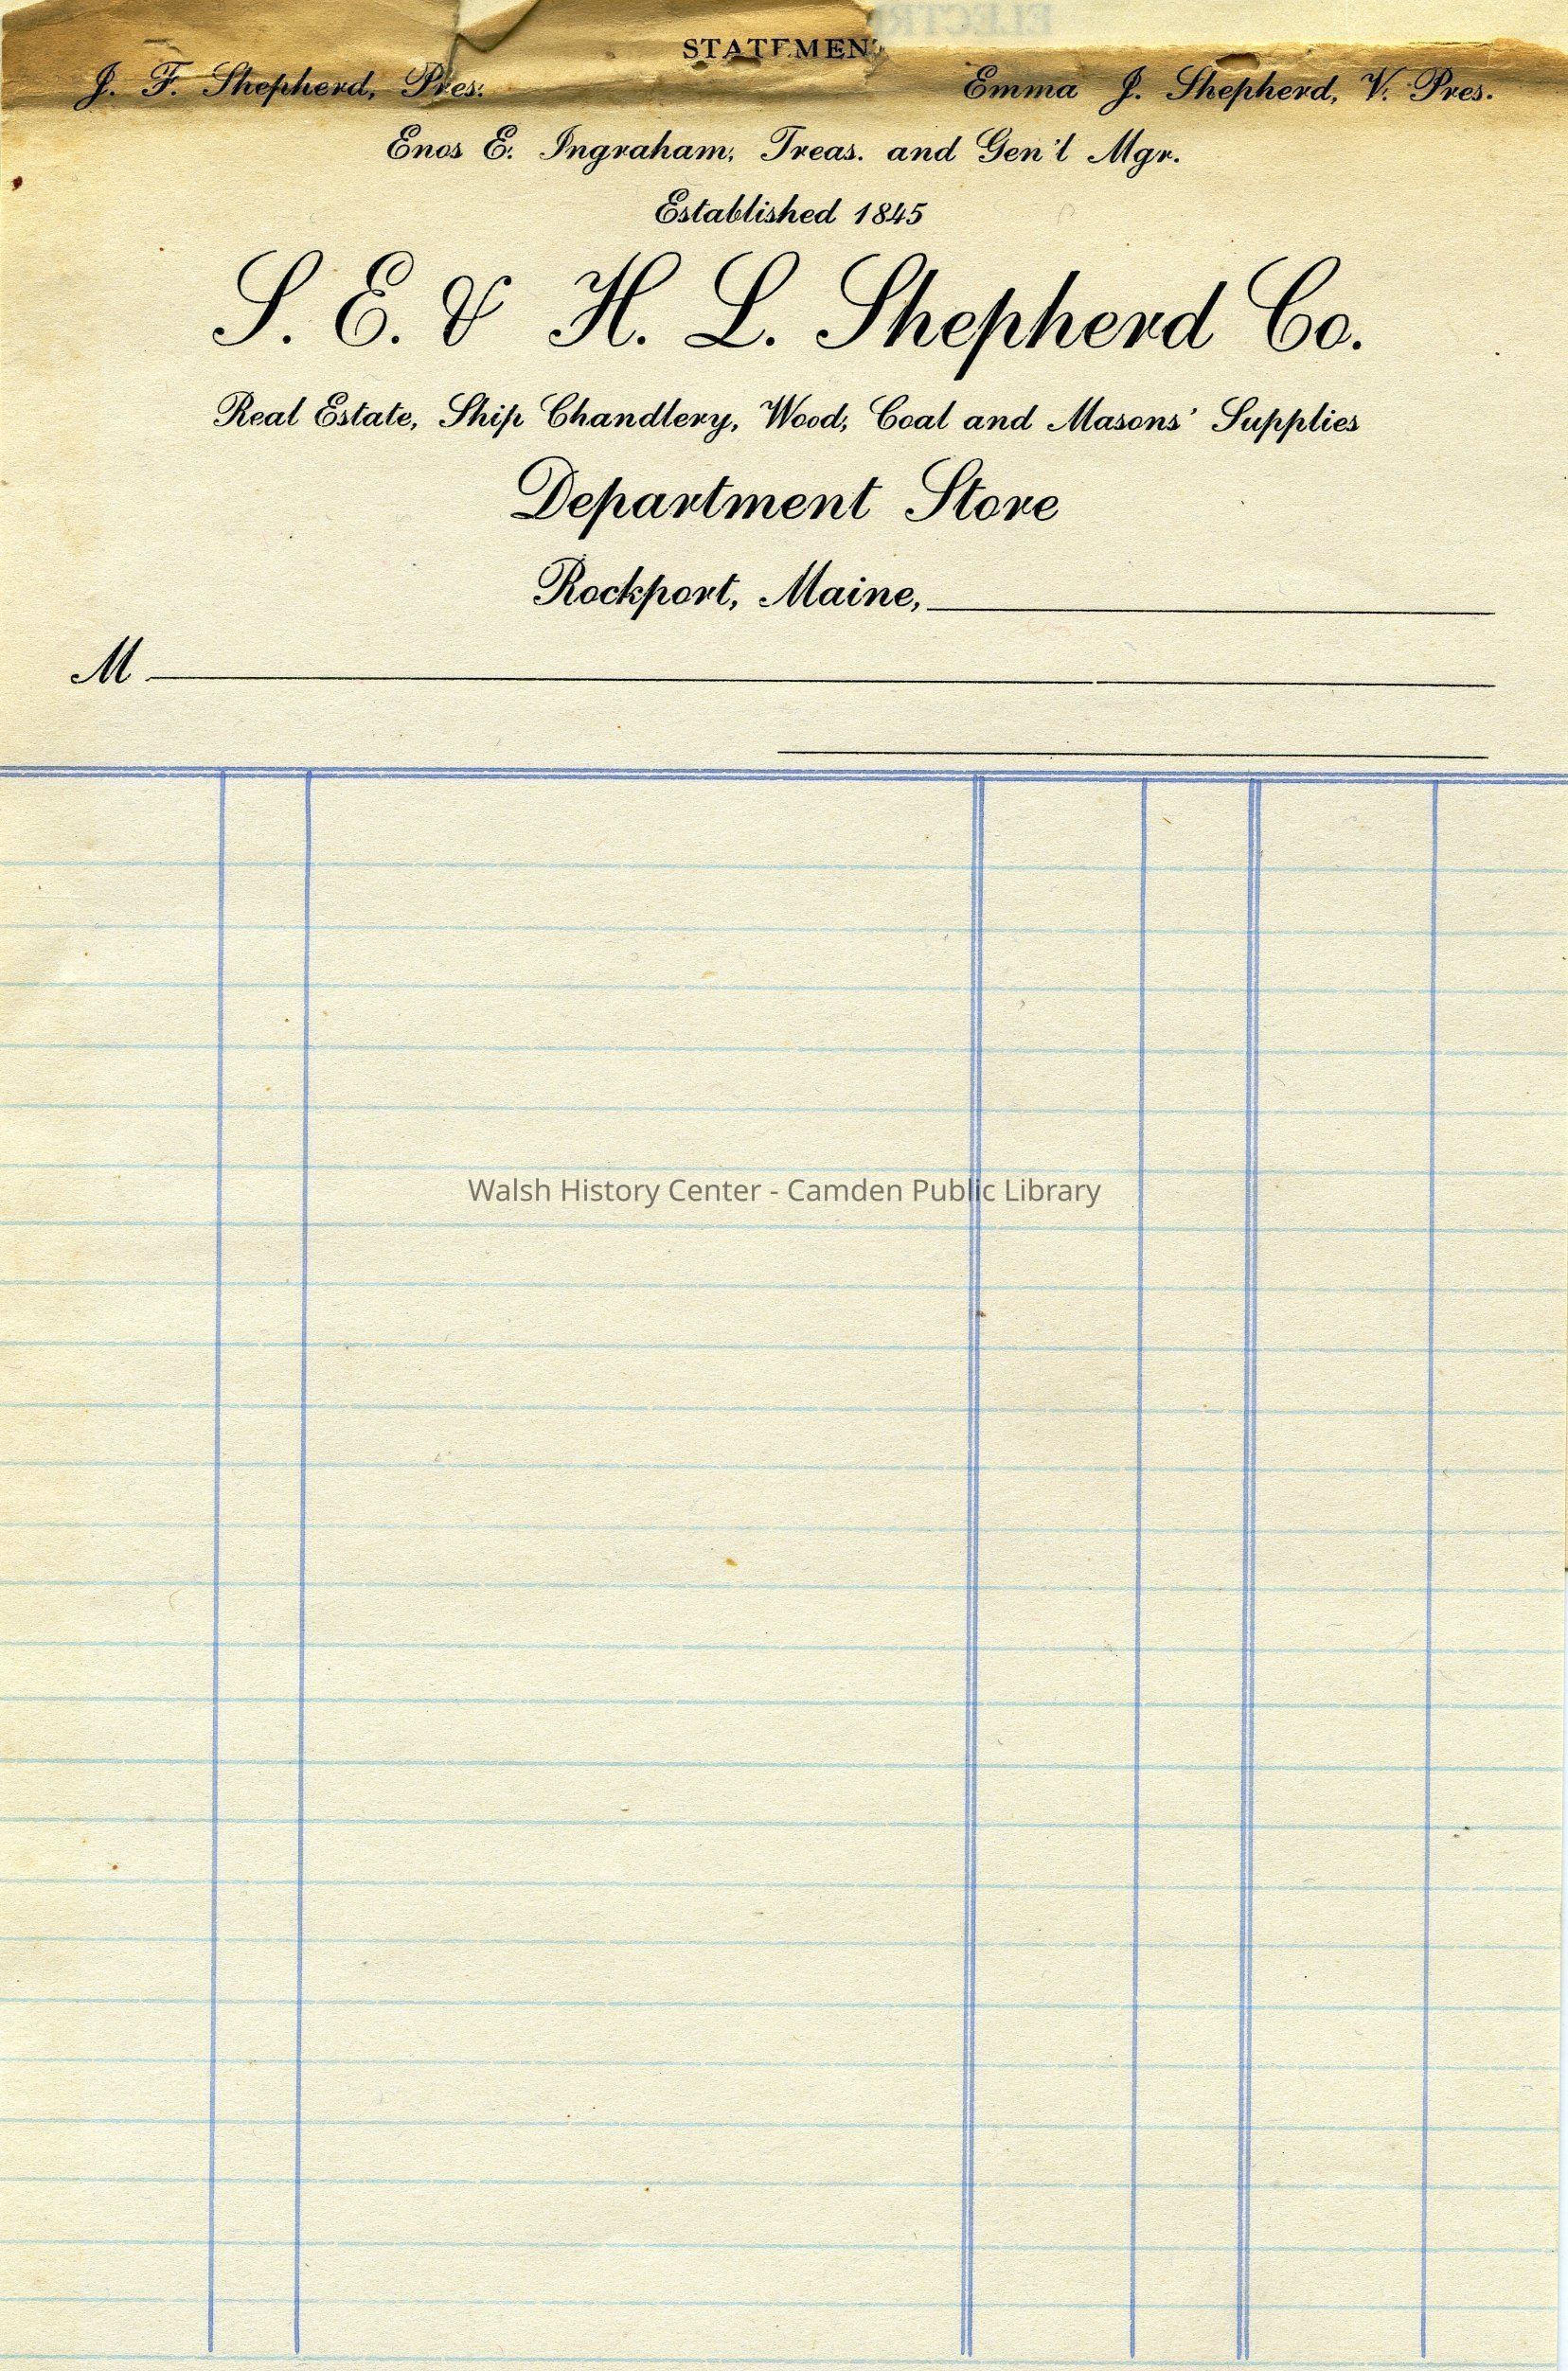 STATEMENT
J. F. Shepherd, Pres. Emma J. Shepherd, V. Pres.
Enos E. Ingraham, Treas. and Gen'l Mgr.
Established 1845
S. E. & H. L. Shepherd Co.
Real Estate, Ship Chandlery, Wood, Coal and Masons' Supplies
Department Store
Rockport, Maine,
M
Walsh History Center - Camden Public Library